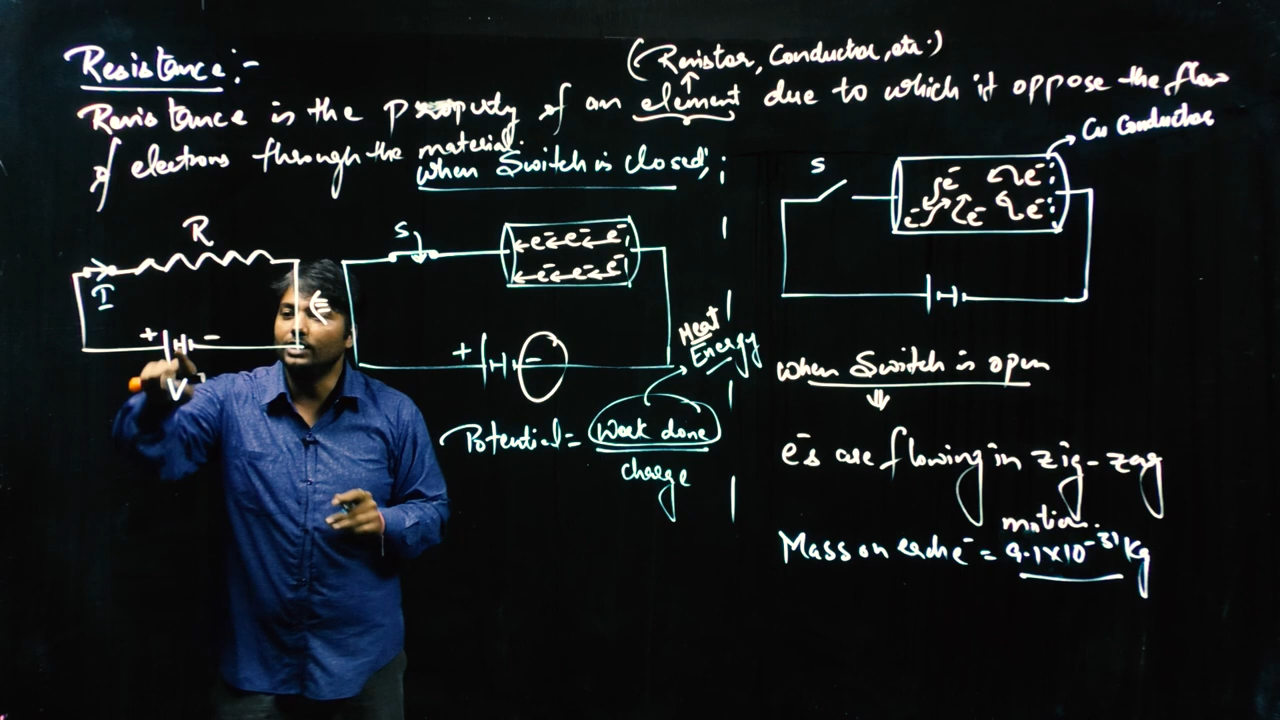 Resistance:-
(Resistor, Conductor, etc.)
Resistance is the property of an element due to which it oppose the flow
of electrons through the material.
Cu Conductor
When Switch is closed;
S
e⁻ e⁻
e⁻ e⁻ e⁻
R
S
e⁻ e⁻ e⁻
e⁻ e⁻ e⁻
I
+ -
V
+ -
Heat
Energy
When Switch is open
⇓
Potential = Work done
charge
e⁻s are flowing in zig-zag
motion.
Mass on each e⁻ = 9.1×10⁻³¹ Kg